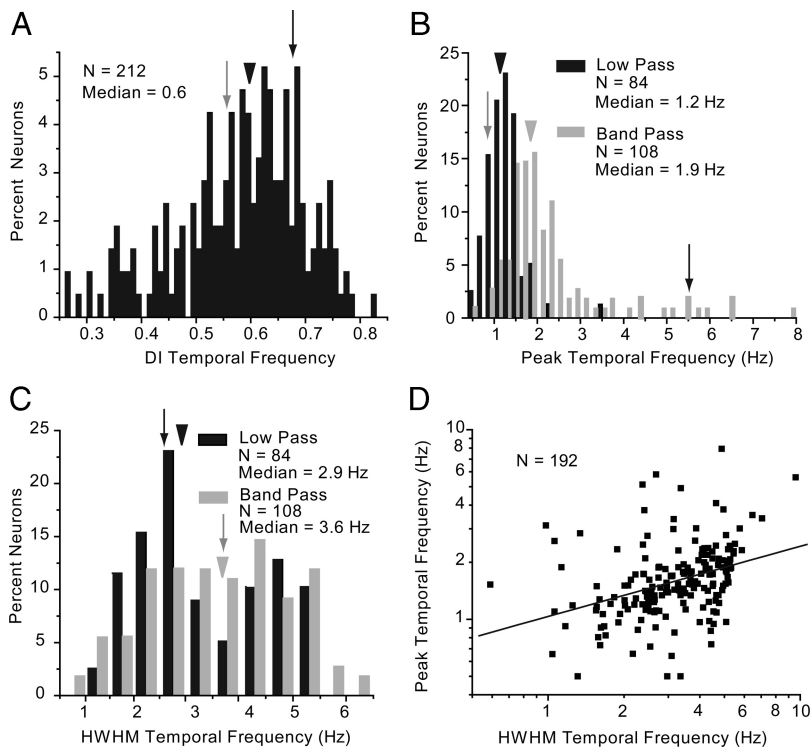 A
N = 212
Median = 0.6
5
4
3
2
1
0
Percent Neurons
0.3 0.4 0.5 0.6 0.7 0.8
DI Temporal Frequency
B
25
20
15
10
5
0
Percent Neurons
Low Pass
N = 84
Median = 1.2 Hz
Band Pass
N = 108
Median = 1.9 Hz
1 2 3 4 5 6 7 8
Peak Temporal Frequency (Hz)
C
25
20
15
10
5
0
Percent Neurons
Low Pass
N = 84
Median = 2.9 Hz
Band Pass
N = 108
Median = 3.6 Hz
1 2 3 4 5 6
HWHM Temporal Frequency (Hz)
D
10
8
6
4
2
1
Peak Temporal Frequency (Hz)
N = 192
1 2 4 6 8 10
HWHM Temporal Frequency (Hz)